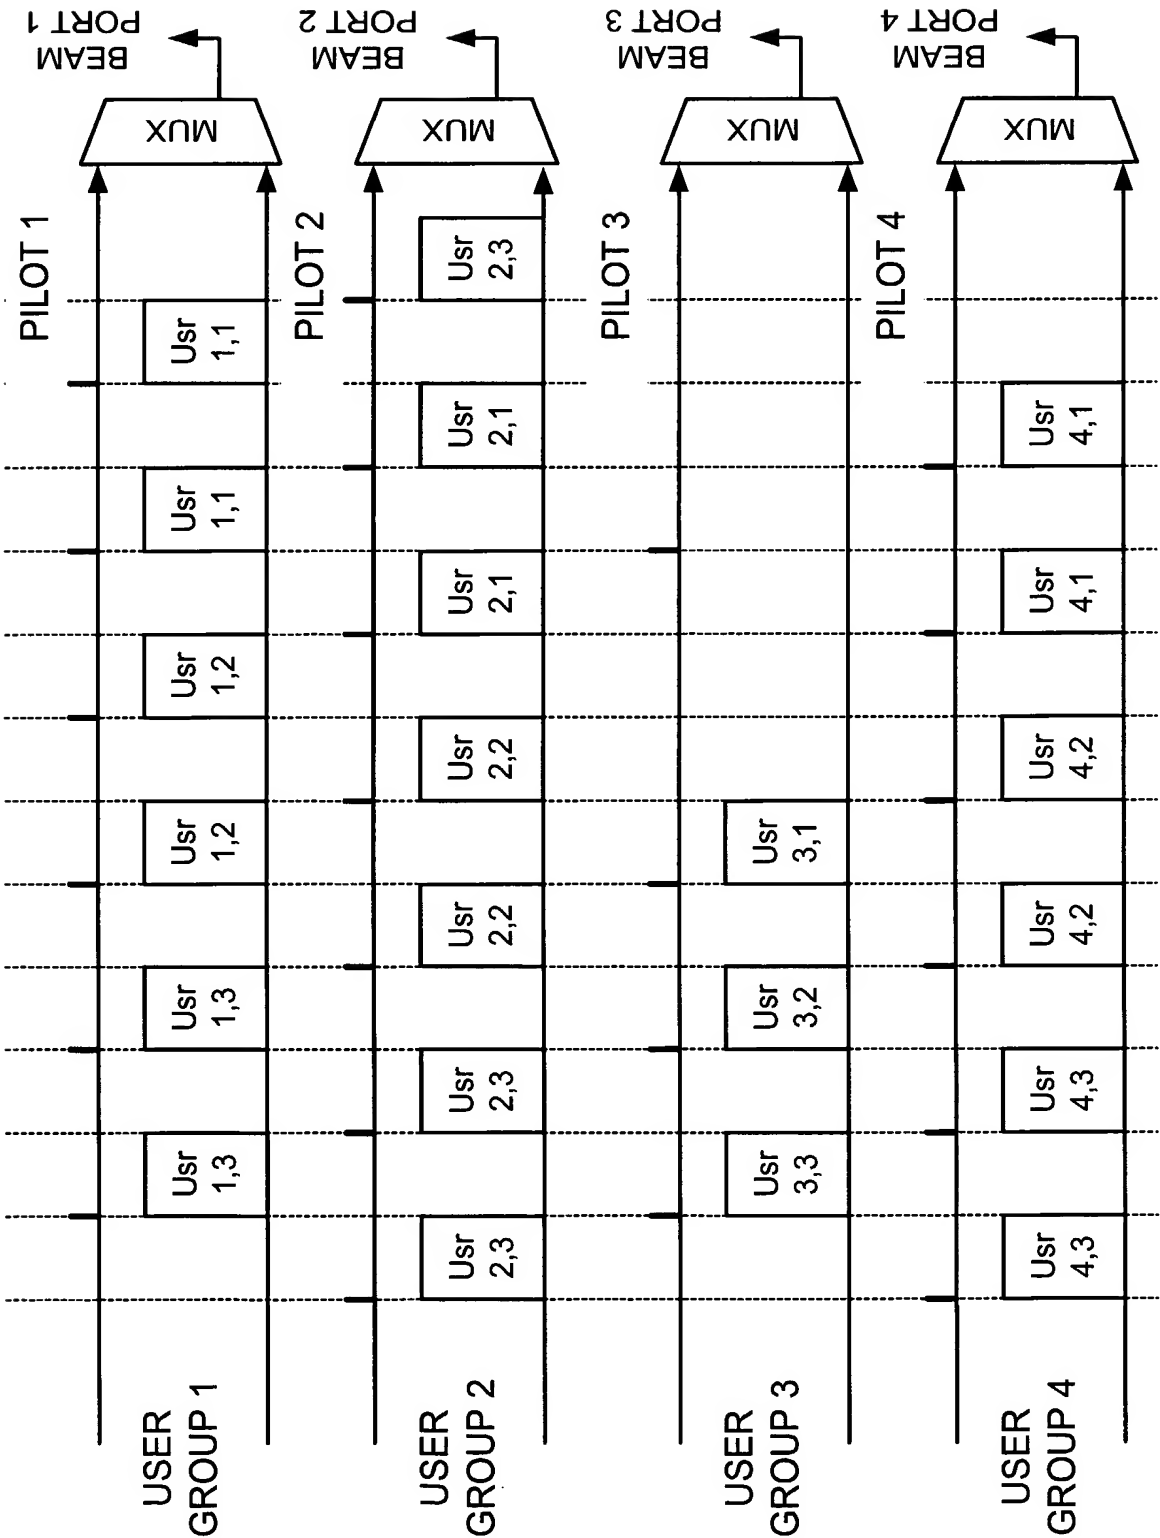 PILOT 1
USER
GROUP 1
Usr
1,3
Usr
1,3
Usr
1,2
Usr
1,2
Usr
1,1
Usr
1,1
MUX
BEAM
PORT 1
PILOT 2
USER
GROUP 2
Usr
2,3
Usr
2,3
Usr
2,2
Usr
2,2
Usr
2,1
Usr
2,1
Usr
2,3
MUX
BEAM
PORT 2
PILOT 3
USER
GROUP 3
Usr
3,3
Usr
3,2
Usr
3,1
MUX
BEAM
PORT 3
PILOT 4
USER
GROUP 4
Usr
4,3
Usr
4,3
Usr
4,2
Usr
4,2
Usr
4,1
Usr
4,1
MUX
BEAM
PORT 4